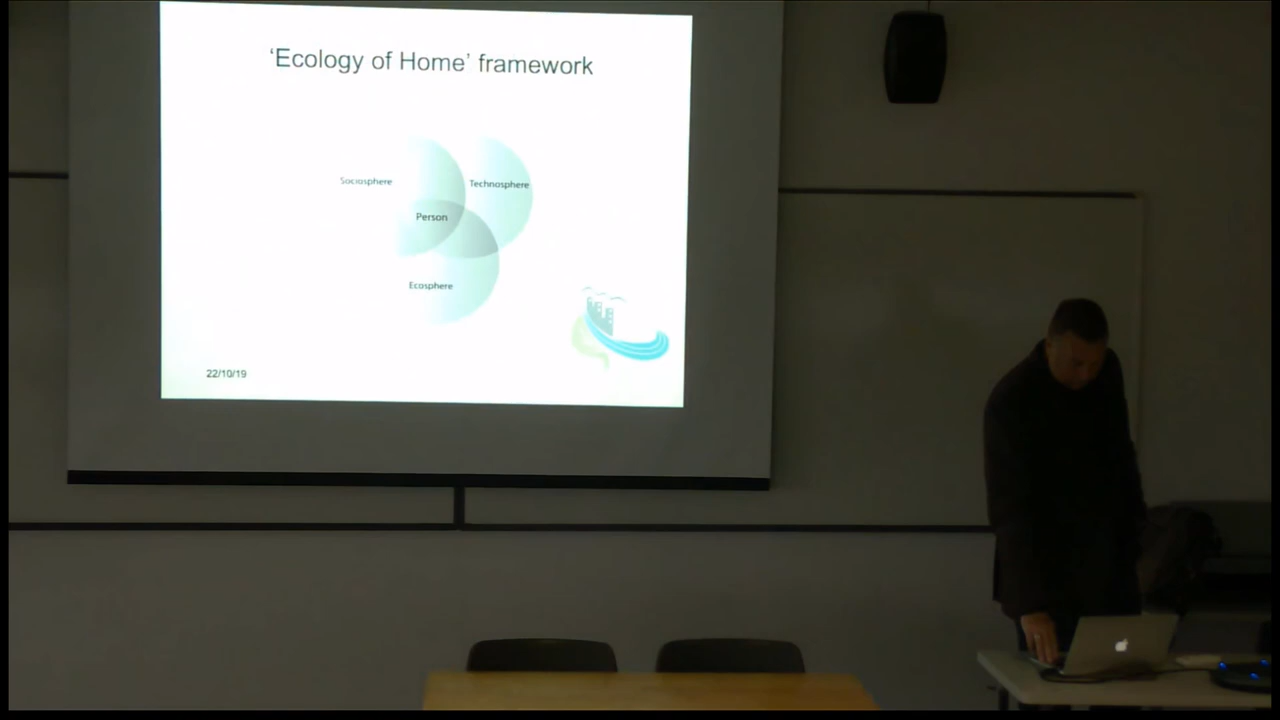 ‘Ecology of Home’ framework
Sociosphere
Technosphere
Person
Ecosphere
22/10/19